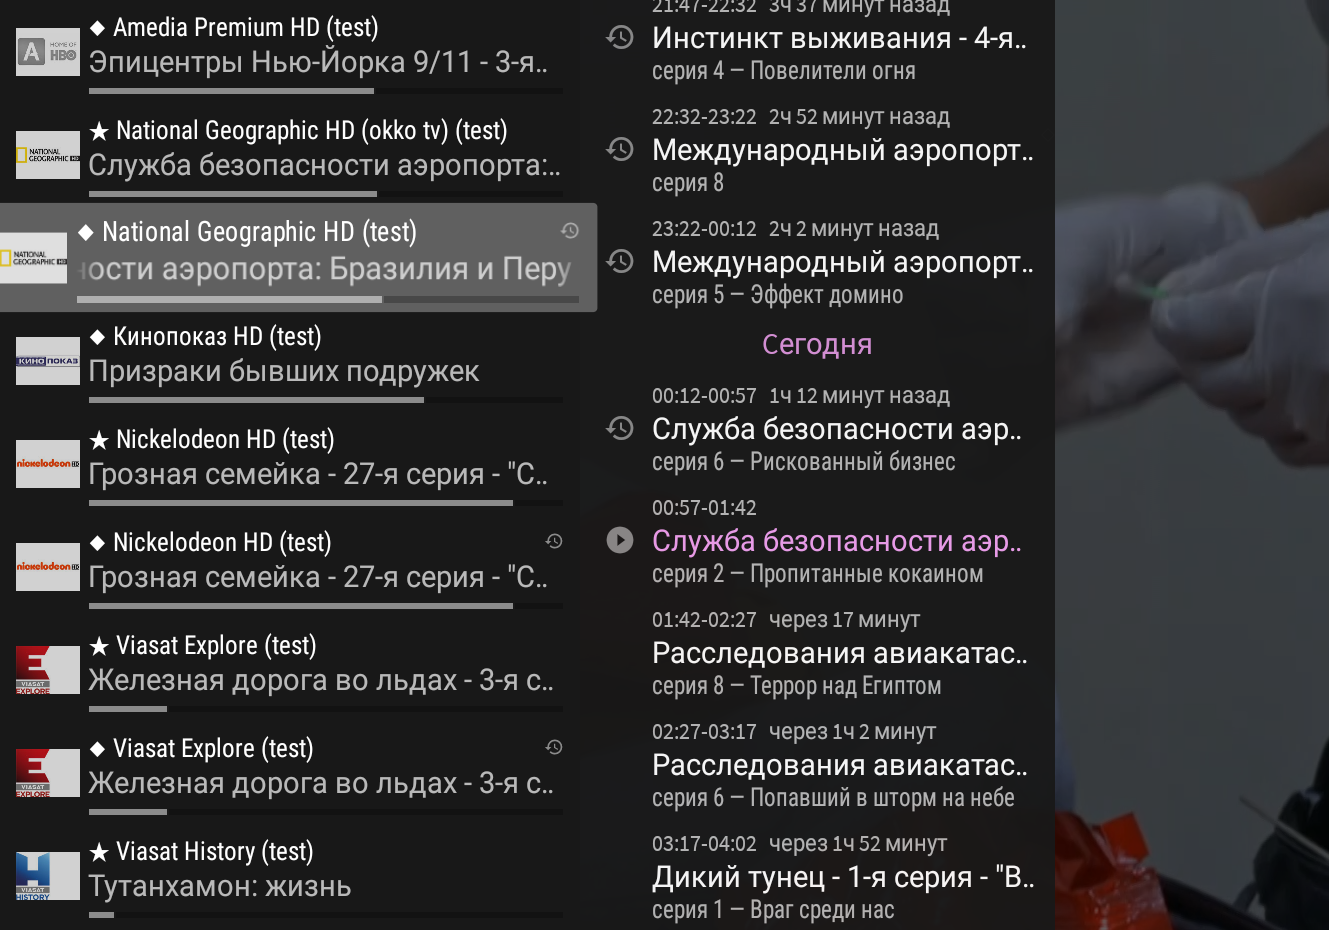 ◆ Amedia Premium HD (test)
A HOME OF HBO
Эпицентры Нью-Йорка 9/11 - 3-я..
★ National Geographic HD (okko tv) (test)
NATIONAL GEOGRAPHIC HD
Служба безопасности аэропорта:..
◆ National Geographic HD (test)
NATIONAL GEOGRAPHIC HD
ности аэропорта: Бразилия и Перу
◆ Кинопоказ HD (test)
КИНО ПОКАЗ
Призраки бывших подружек
★ Nickelodeon HD (test)
nickelodeon HD
Грозная семейка - 27-я серия - "С..
◆ Nickelodeon HD (test)
nickelodeon HD
Грозная семейка - 27-я серия - "С..
★ Viasat Explore (test)
VIASAT EXPLORE
Железная дорога во льдах - 3-я с..
◆ Viasat Explore (test)
VIASAT EXPLORE
Железная дорога во льдах - 3-я с..
★ Viasat History (test)
VIASAT HISTORY
Тутанхамон: жизнь
21:47-22:32 3ч 37 минут назад
Инстинкт выживания - 4-я..
серия 4 — Повелители огня
22:32-23:22 2ч 52 минут назад
Международный аэропорт..
серия 8
23:22-00:12 2ч 2 минут назад
Международный аэропорт..
серия 5 — Эффект домино
Сегодня
00:12-00:57 1ч 12 минут назад
Служба безопасности аэр..
серия 6 — Рискованный бизнес
00:57-01:42
Служба безопасности аэр..
серия 2 — Пропитанные кокаином
01:42-02:27 через 17 минут
Расследования авиакатас..
серия 8 — Террор над Египтом
02:27-03:17 через 1ч 2 минут
Расследования авиакатас..
серия 6 — Попавший в шторм на небе
03:17-04:02 через 1ч 52 минут
Дикий тунец - 1-я серия - "В..
серия 1 — Враг среди нас